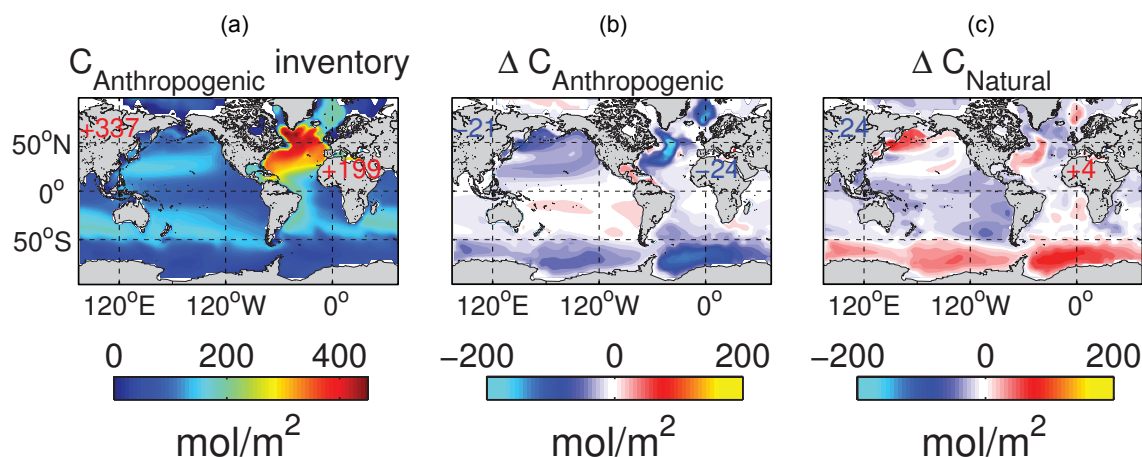 (a) (b) (c)
C_Anthropogenic inventory Δ C_Anthropogenic Δ C_Natural
+337 −21 −24
50°N
+199 −24 +4
0°
50°S
120°E 120°W 0° 120°E 120°W 0° 120°E 120°W 0°
0 200 400 −200 0 200 −200 0 200
mol/m² mol/m² mol/m²